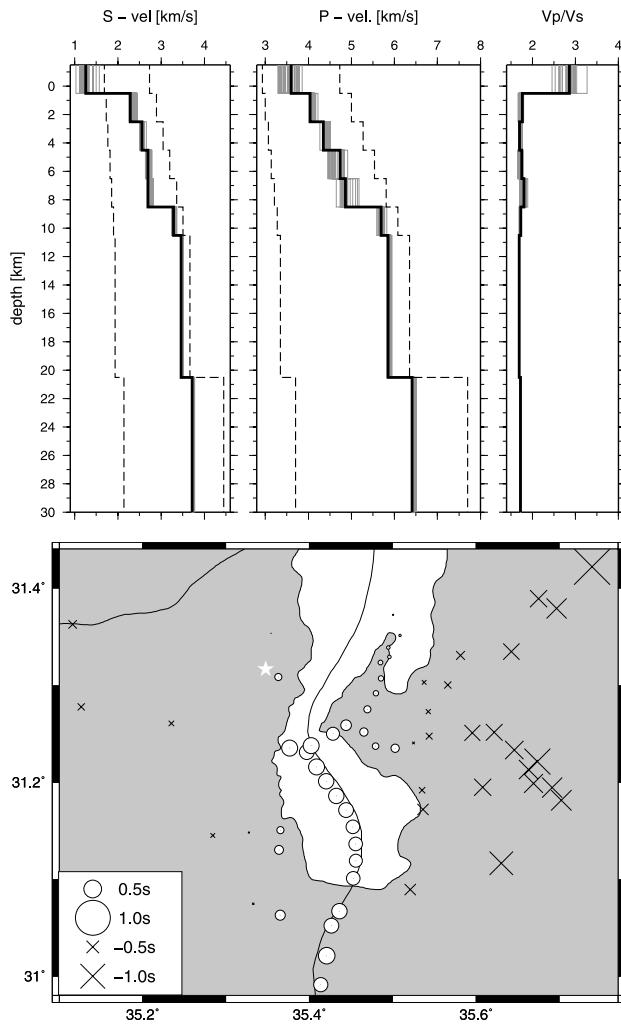 S − vel [km/s]
P − vel. [km/s]
Vp/Vs
1 2 3 4
3 4 5 6 7 8
2 3 4
depth [km]
0
2
4
6
8
10
12
14
16
18
20
22
24
26
28
30
31.4°
31.2°
31°
0.5s
1.0s
−0.5s
−1.0s
35.2° 35.4° 35.6°